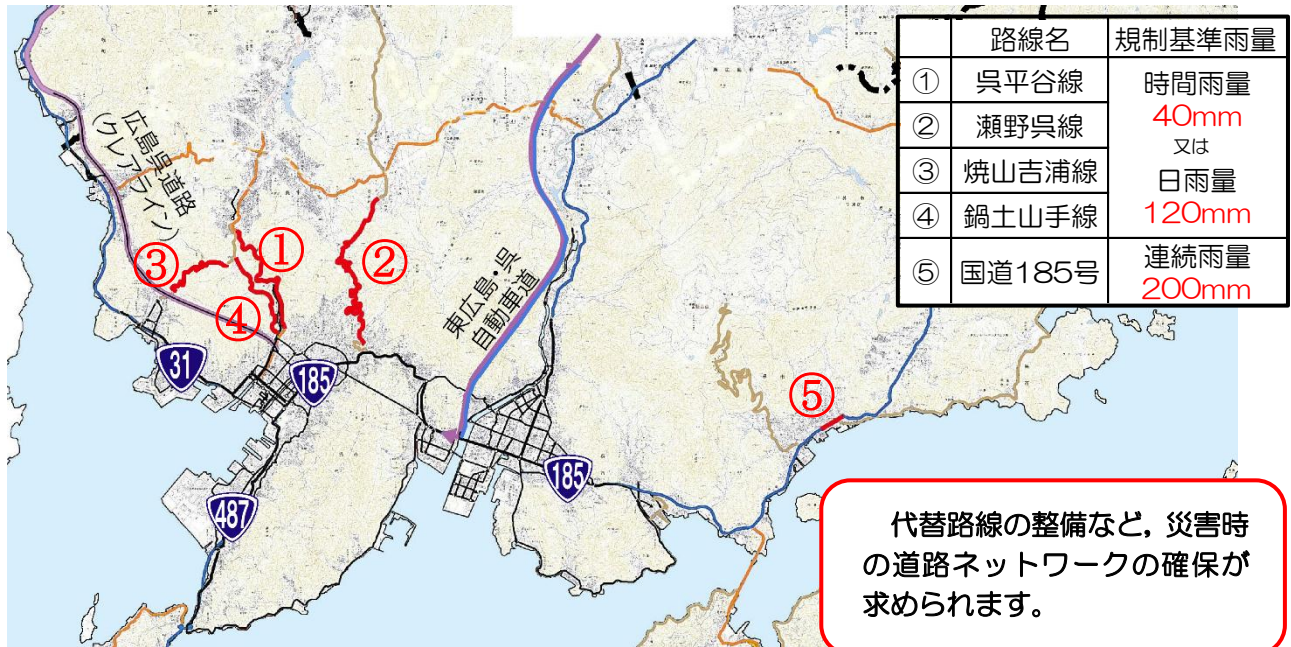 路線名 規制基準雨量
① 呉平谷線
② 瀬野呉線
③ 焼山吉浦線
④ 鍋土山手線
時間雨量
40mm
又は
日雨量
120mm
⑤ 国道185号
連続雨量
200mm
広島呉道路
(クレアライン)
①
②
③
④
東広島・呉
自動車道
31
185
⑤
185
487
代替路線の整備など，災害時
の道路ネットワークの確保が
求められます。